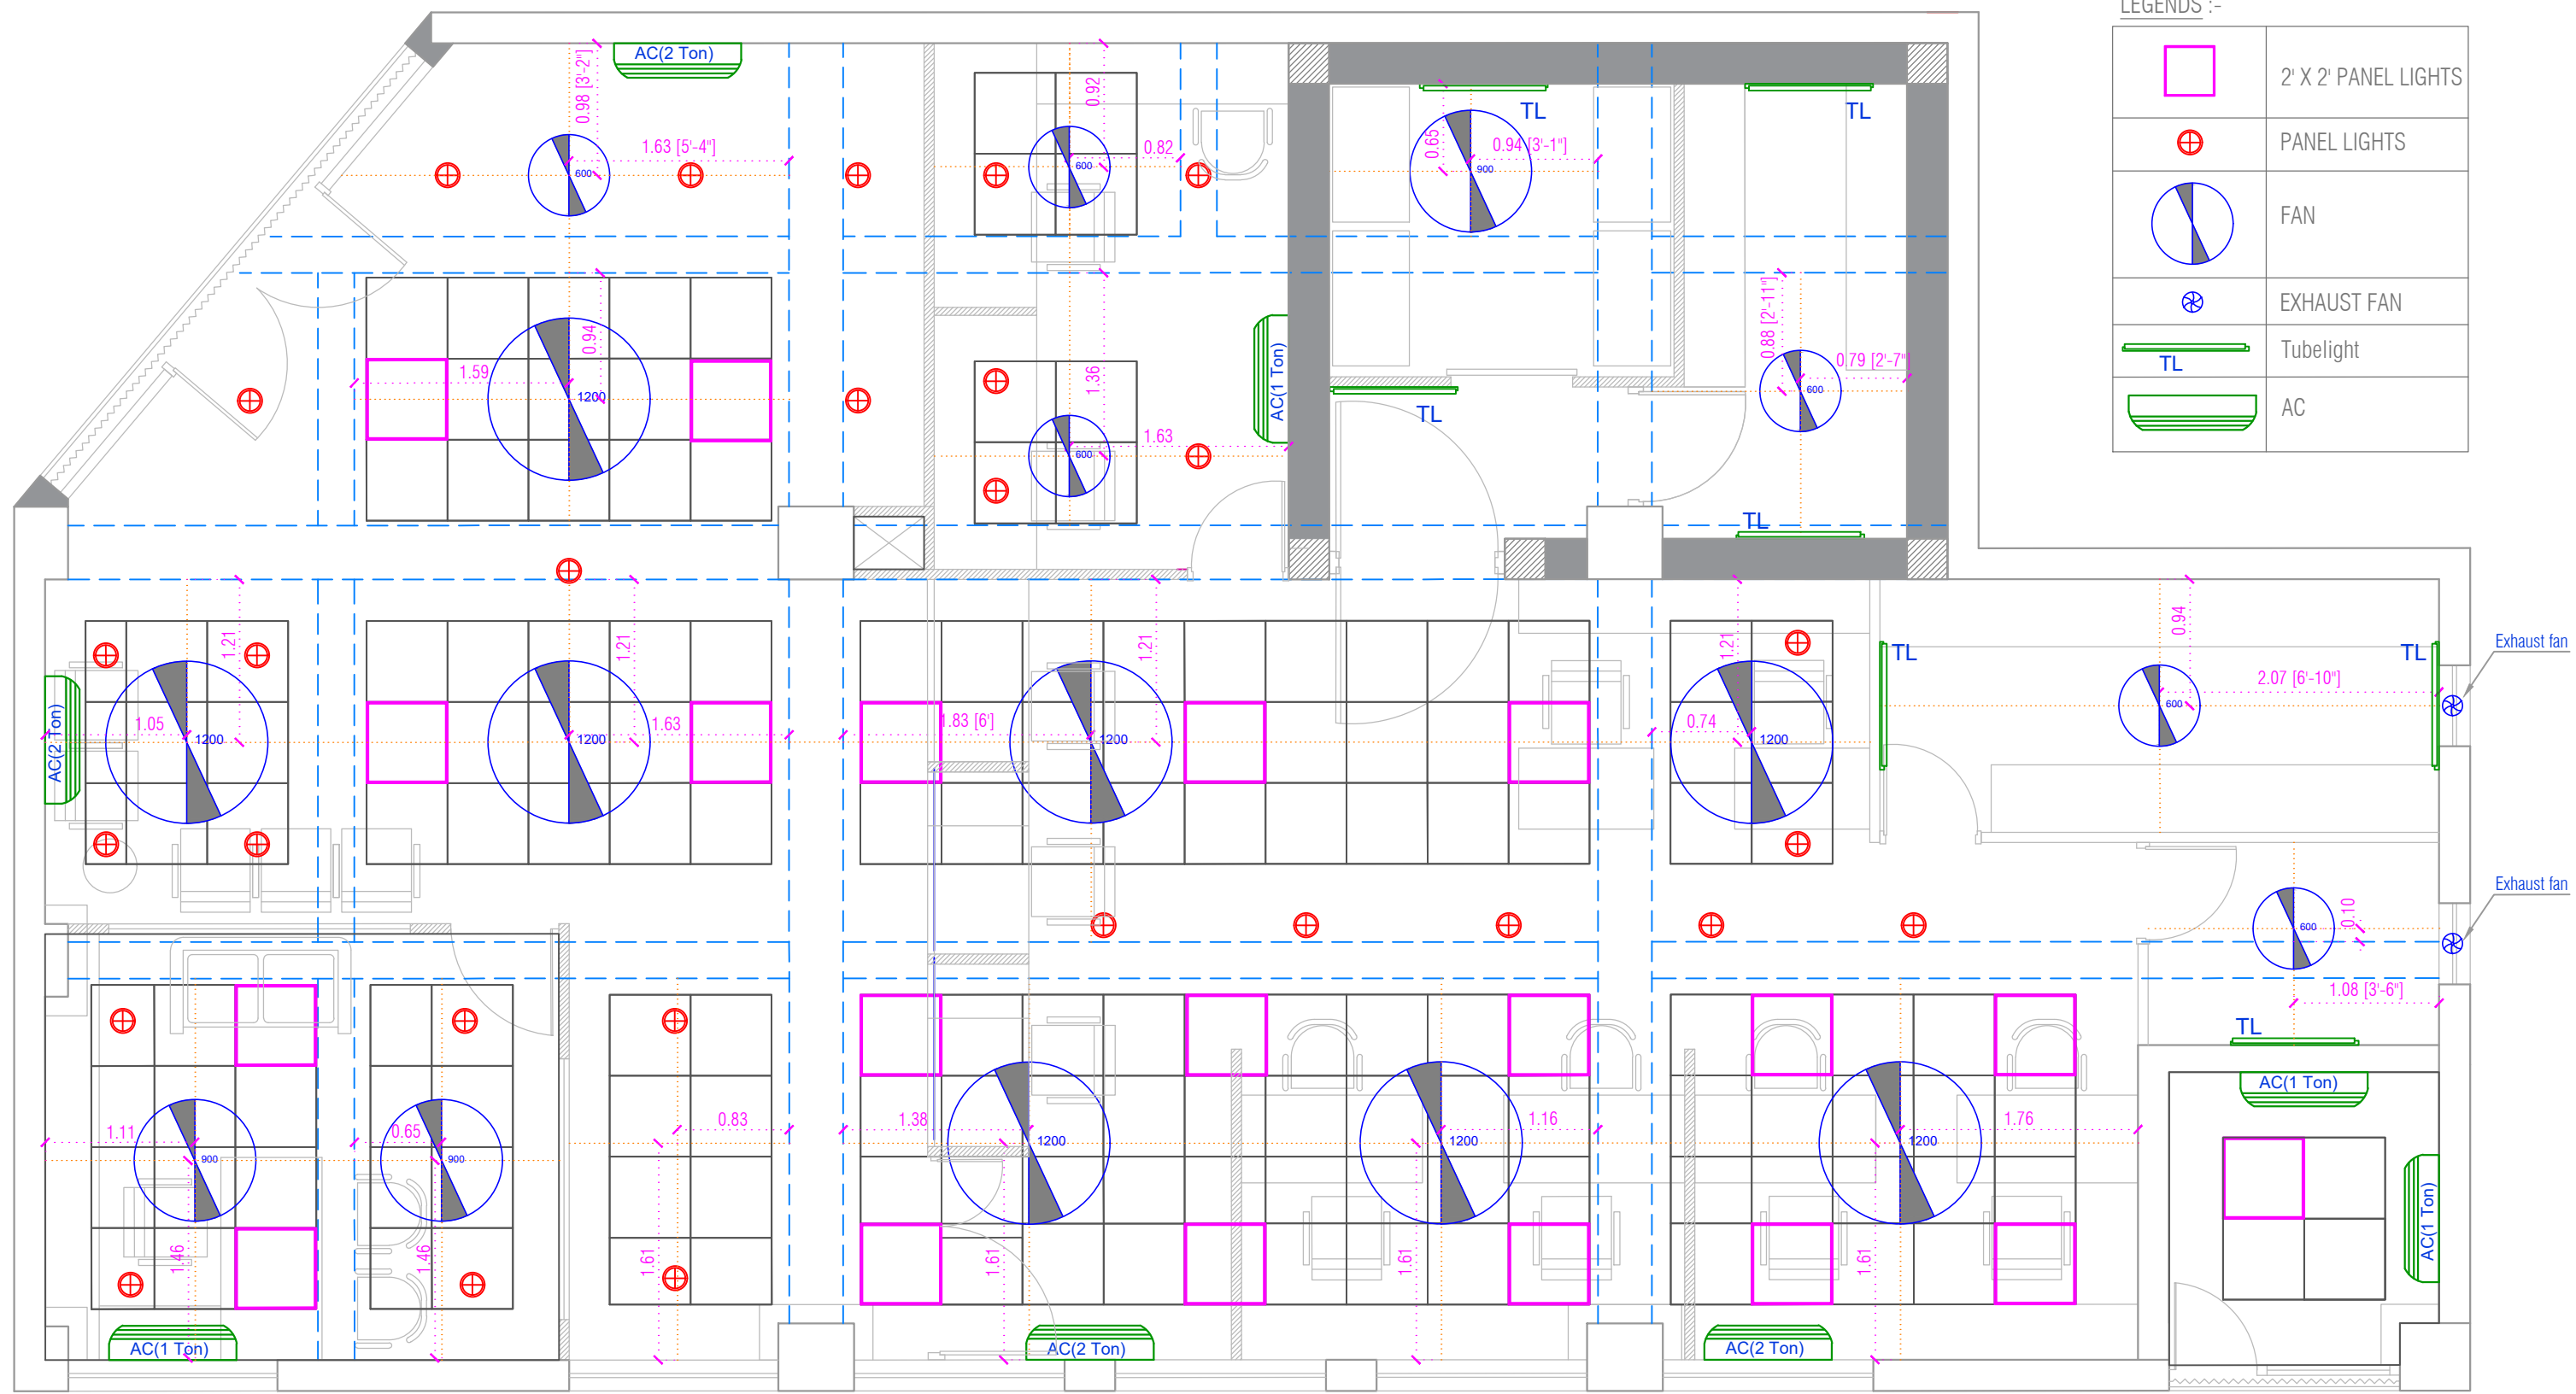 LEGENDS :-
2' X 2' PANEL LIGHTS
PANEL LIGHTS
FAN
EXHAUST FAN
Tubelight
TL
AC
AC(2 Ton)
0.98 [3'-2"]
1.63 [5'-4"]
600
0.92
0.82
600
TL
TL
0.65
0.94 [3'-1"]
900
0.94
1.59
1200
1.36
1.63
600
AC(1 Ton)
TL
0.88 [2'-11"]
0.79 [2'-7"]
600
TL
1.21
1.05
1200
AC(2 Ton)
1.21
1.63
1200
1.21
1.83 [6']
1200
1.21
0.74
1200
TL
TL
0.94
2.07 [6'-10"]
600
Exhaust fan
Exhaust fan
0.10
600
1.08 [3'-6"]
TL
1.11
900
1.46
0.65
900
1.46
0.83
1.61
1.38
1200
1.61
1.16
1200
1.61
1.76
1200
1.61
AC(1 Ton)
AC(1 Ton)
AC(1 Ton)
AC(2 Ton)
AC(2 Ton)